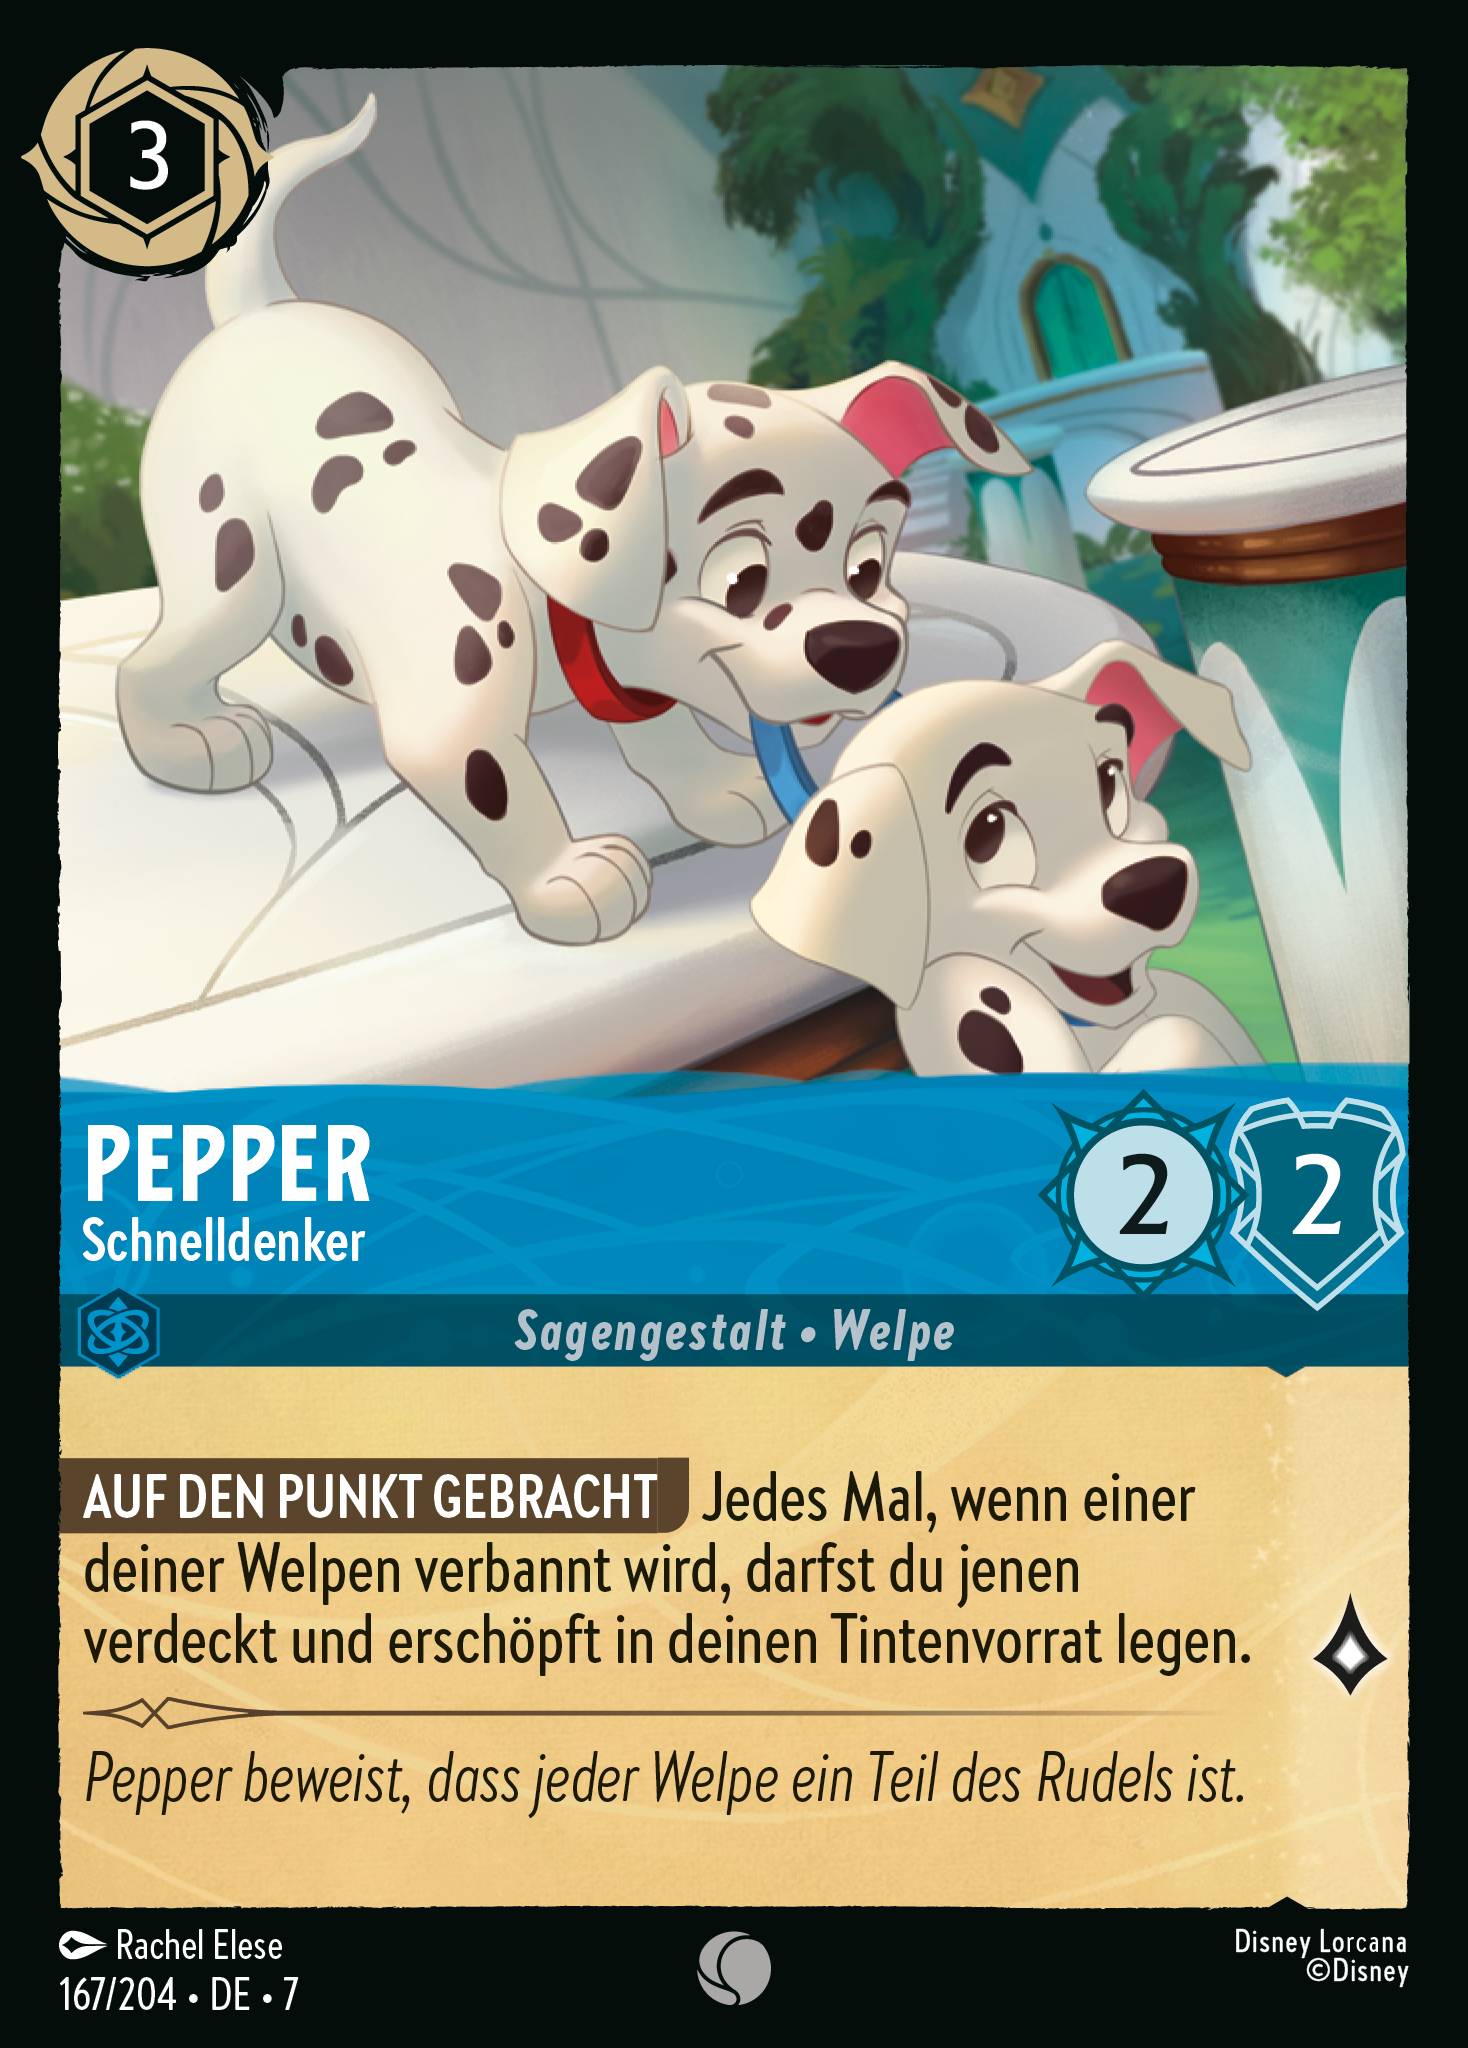 3
PEPPER
Schnelldenker
2
2
Sagengestalt • Welpe
AUF DEN PUNKT GEBRACHT Jedes Mal, wenn einer
deiner Welpen verbannt wird, darfst du jenen
verdeckt und erschöpft in deinen Tintenvorrat legen.
Pepper beweist, dass jeder Welpe ein Teil des Rudels ist.
Rachel Elese
167/204 • DE • 7
Disney Lorcana
©Disney